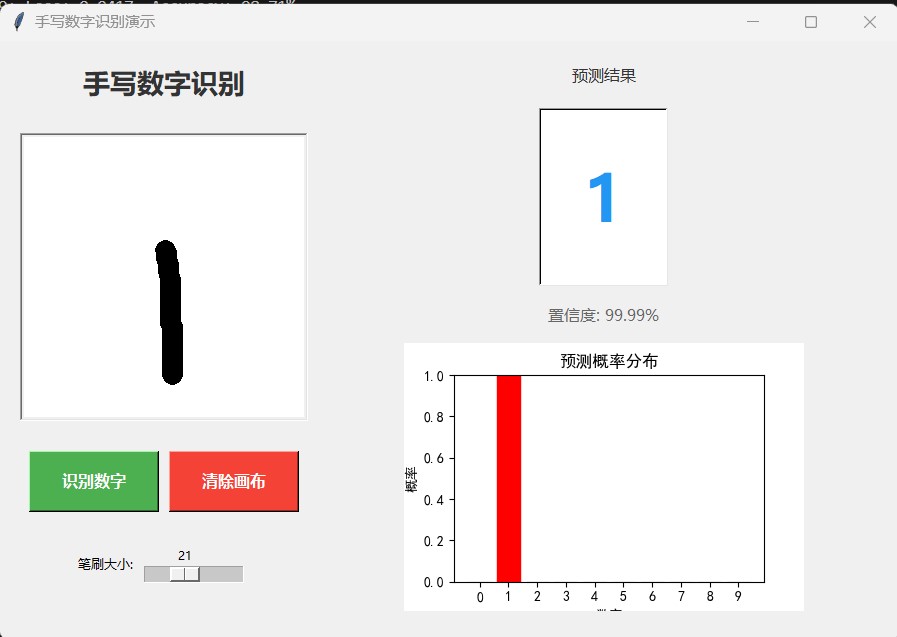 手写数字识别演示
手写数字识别
识别数字
清除画布
笔刷大小:
21
预测结果
1
置信度: 99.99%
预测概率分布
概率
1.0
0.8
0.6
0.4
0.2
0.0
0 1 2 3 4 5 6 7 8 9